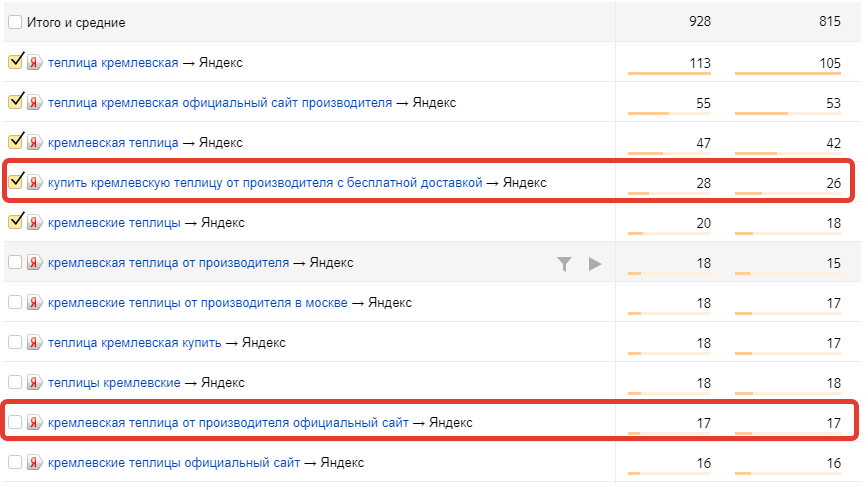 Итого и средние 928 815
Я теплица кремлевская → Яндекс 113 105
Я теплица кремлевская официальный сайт производителя → Яндекс 55 53
Я кремлевская теплица → Яндекс 47 42
Я купить кремлевскую теплицу от производителя с бесплатной доставкой → Яндекс 28 26
Я кремлевские теплицы → Яндекс 20 18
Я кремлевская теплица от производителя → Яндекс 18 15
Я кремлевские теплицы от производителя в москве → Яндекс 18 17
Я теплица кремлевская купить → Яндекс 18 17
Я теплицы кремлевские → Яндекс 18 18
Я кремлевская теплица от производителя официальный сайт → Яндекс 17 17
Я кремлевские теплицы официальный сайт → Яндекс 16 16